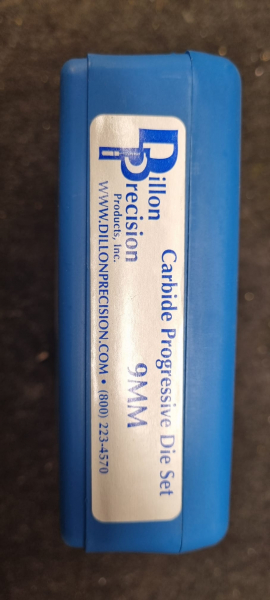 Dillon
Precision
Products, Inc.
Carbide Progressive Die Set
9MM
WWW.DILLONPRECISION.COM • (800) 223-4570